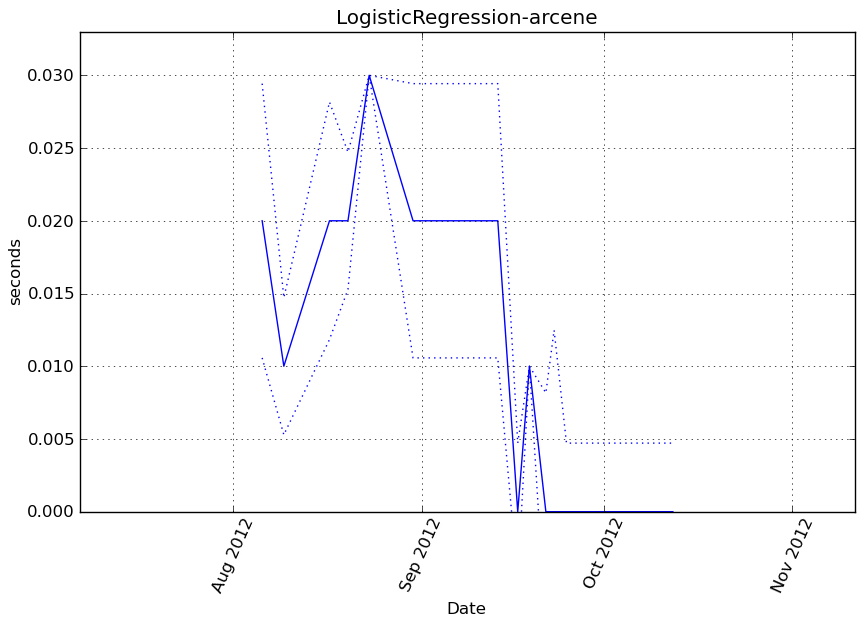 LogisticRegression-arcene
0.030
0.025
0.020
0.015
0.010
0.005
0.000
seconds
Aug 2012
Sep 2012
Oct 2012
Nov 2012
Date